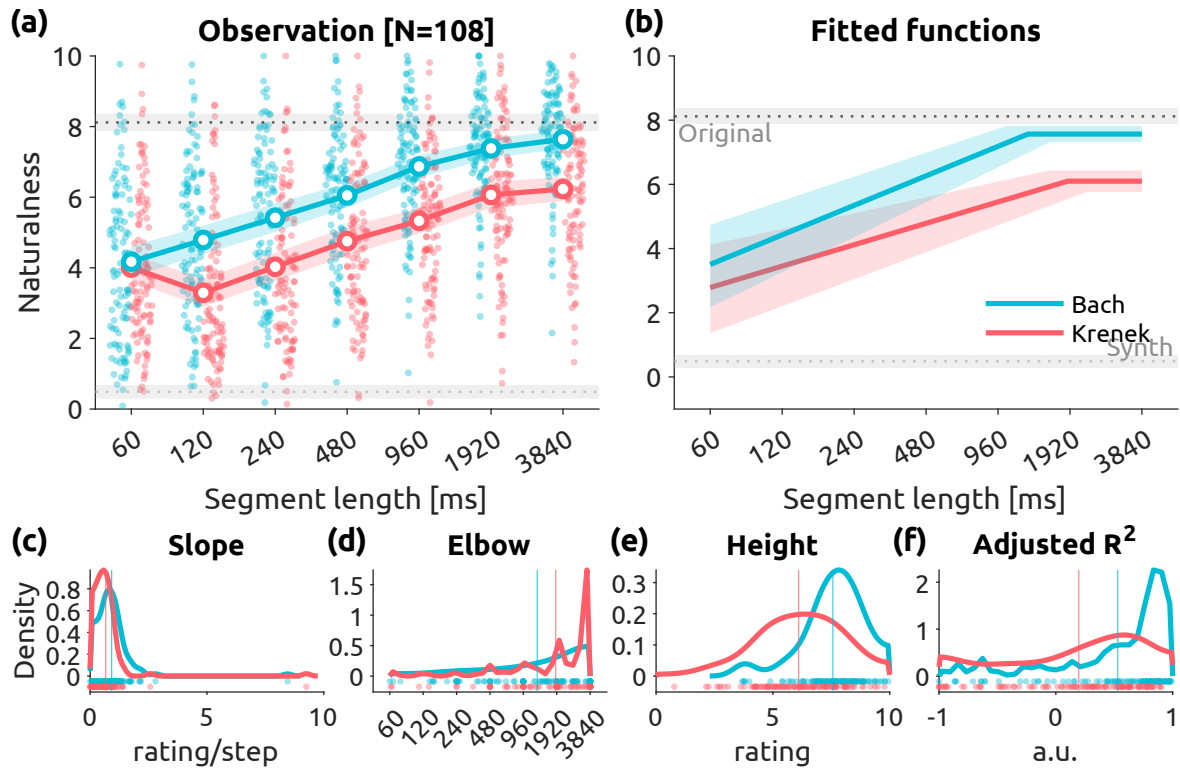 (a)
Observation [N=108]
Naturalness
10
8
6
4
2
0
60
120
240
480
960
1920
3840
Segment length [ms]
(b)
Fitted functions
10
8
6
4
2
0
Original
Bach
Krenek
Synth
60
120
240
480
960
1920
3840
Segment length [ms]
(c)
Slope
Density
0.8
0.6
0.4
0.2
0
0
5
10
rating/step
(d)
Elbow
1.5
1
0.5
0
60
120
240
480
960
1920
3840
(e)
Height
0.3
0.2
0.1
0
0
5
10
rating
(f)
Adjusted R²
2
1
0
-1
0
1
a.u.